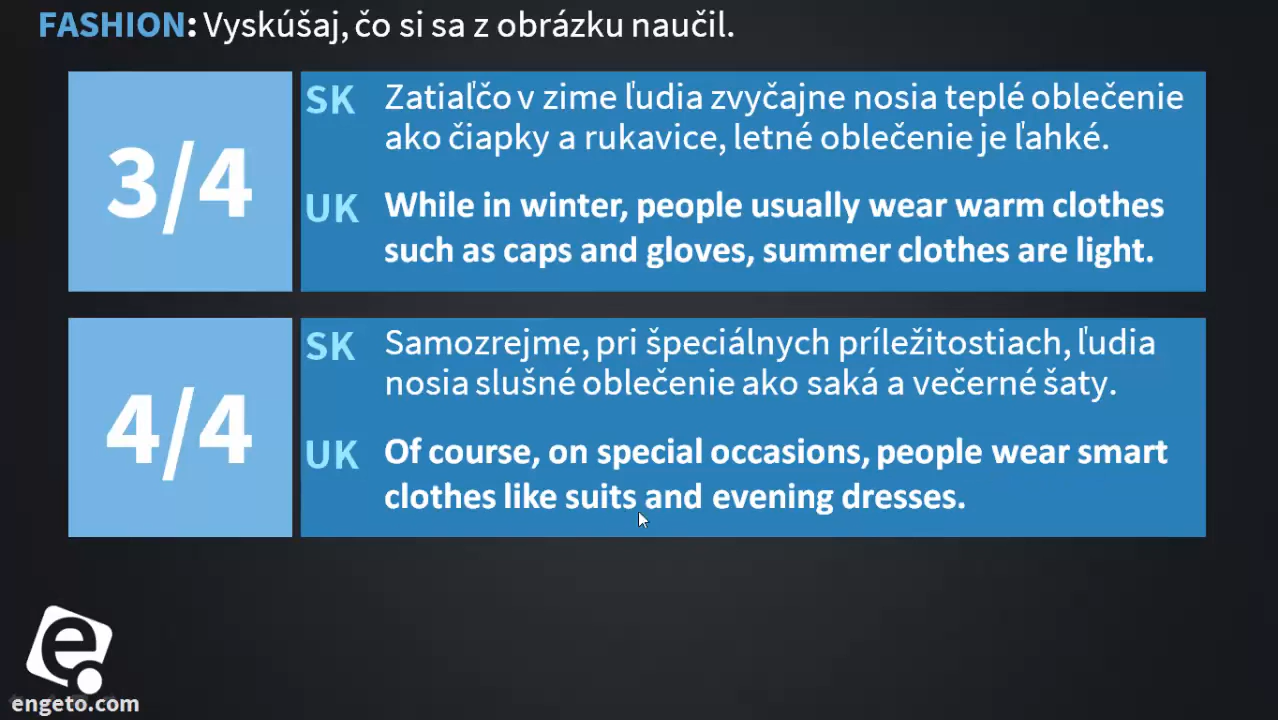 FASHION: Vyskúšaj, čo si sa z obrázku naučil.
3/4
SK
Zatiaľčo v zime ľudia zvyčajne nosia teplé oblečenie
ako čiapky a rukavice, letné oblečenie je ľahké.
UK
While in winter, people usually wear warm clothes
such as caps and gloves, summer clothes are light.
4/4
SK
Samozrejme, pri špeciálnych príležitostiach, ľudia
nosia slušné oblečenie ako saká a večerné šaty.
UK
Of course, on special occasions, people wear smart
clothes like suits and evening dresses.
e
engeto.com